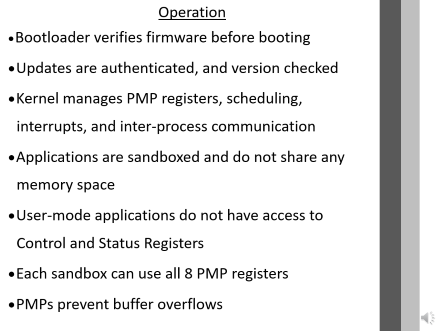 Operation
•Bootloader verifies firmware before booting
•Updates are authenticated, and version checked
•Kernel manages PMP registers, scheduling,
interrupts, and inter-process communication
•Applications are sandboxed and do not share any
memory space
•User-mode applications do not have access to
Control and Status Registers
•Each sandbox can use all 8 PMP registers
•PMPs prevent buffer overflows